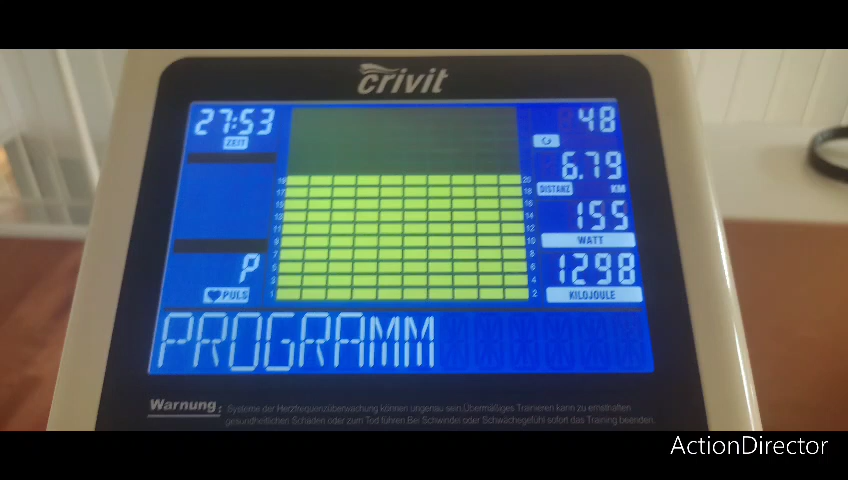 crivit
27:53
ZEIT
48
6.79
DISTANZ KM
155
WATT
1298
KILOJOULE
P
PULS
PROGRAMM
Warnung: Systeme der Herzfrequenzüberwachung können ungenau sein.Übermäßiges Trainieren kann zu ernsthaften
gesundheitlichen Schäden oder zum Tod führen.Bei Schwindel oder Schwächegefühl sofort das Training beenden.
ActionDirector